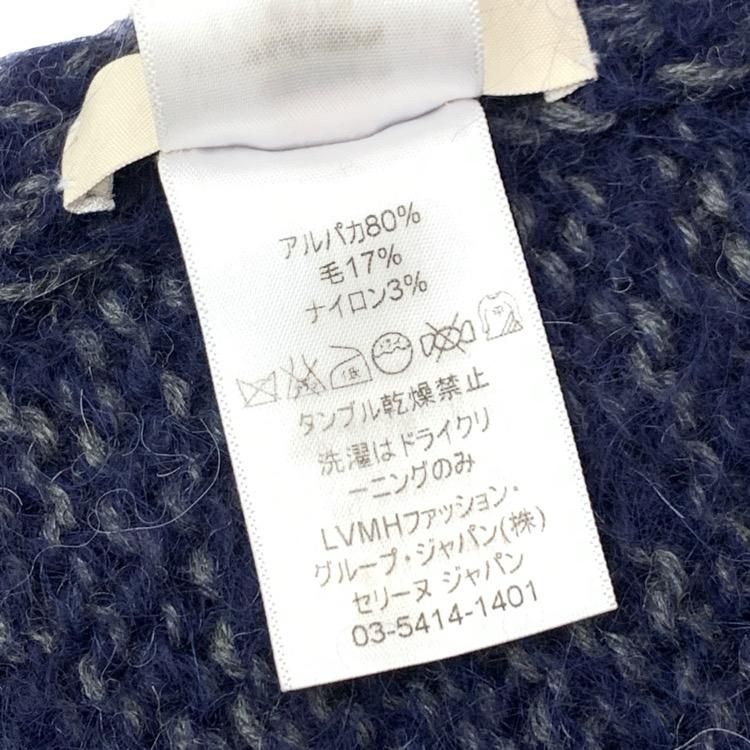 アルパカ80%
毛17%
ナイロン3%
タンブル乾燥禁止
洗濯はドライクリ
ーニングのみ
LVMHファッション・
グループ・ジャパン(株)
セリーヌ ジャパン
03-5414-1401